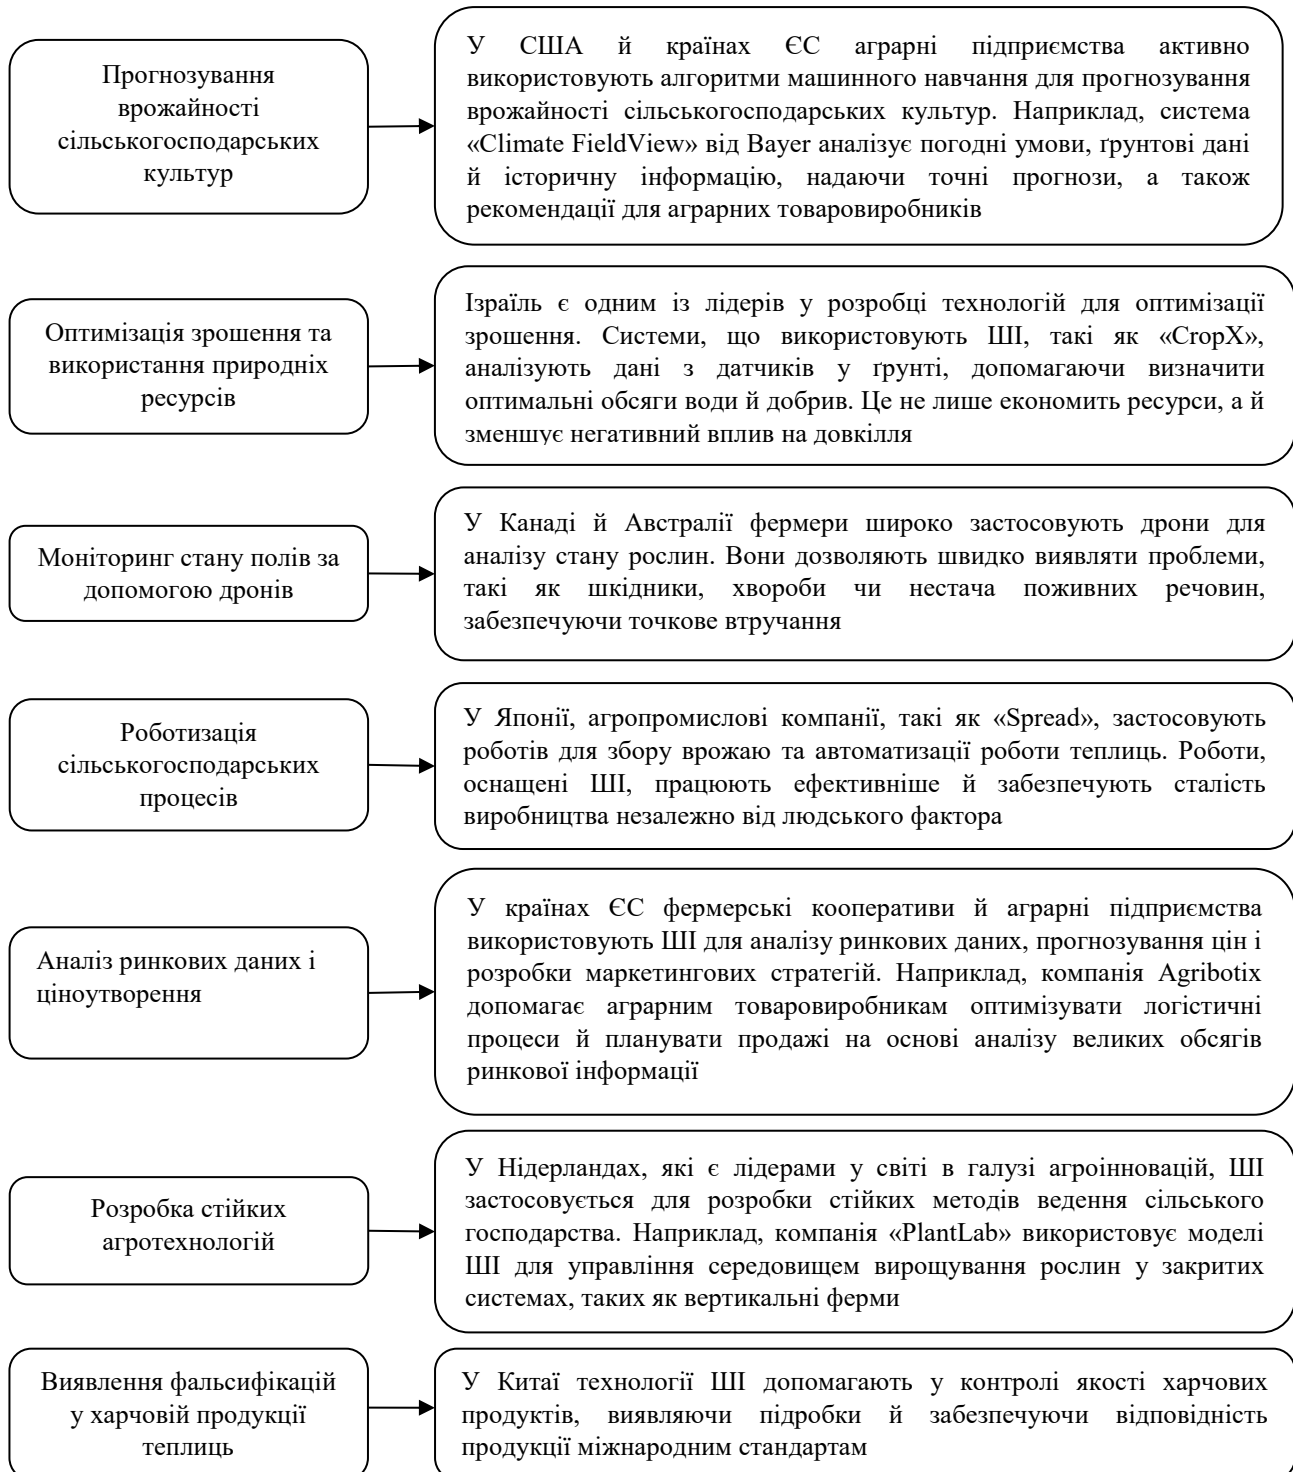 Прогнозування
врожайності
сільськогосподарських
культур
У США й країнах ЄС аграрні підприємства активно
використовують алгоритми машинного навчання для прогнозування
врожайності сільськогосподарських культур. Наприклад, система
«Climate FieldView» від Bayer аналізує погодні умови, ґрунтові дані
й історичну інформацію, надаючи точні прогнози, а також
рекомендації для аграрних товаровиробників
Оптимізація зрошення та
використання природніх
ресурсів
Ізраїль є одним із лідерів у розробці технологій для оптимізації
зрошення. Системи, що використовують ШІ, такі як «CropX»,
аналізують дані з датчиків у ґрунті, допомагаючи визначити
оптимальні обсяги води й добрив. Це не лише економить ресурси, а й
зменшує негативний вплив на довкілля
Моніторинг стану полів за
допомогою дронів
У Канаді й Австралії фермери широко застосовують дрони для
аналізу стану рослин. Вони дозволяють швидко виявляти проблеми,
такі як шкідники, хвороби чи нестача поживних речовин,
забезпечуючи точкове втручання
Роботизація
сільськогосподарських
процесів
У Японії, агропромислові компанії, такі як «Spread», застосовують
роботів для збору врожаю та автоматизації роботи теплиць. Роботи,
оснащені ШІ, працюють ефективніше й забезпечують сталість
виробництва незалежно від людського фактора
Аналіз ринкових даних і
ціноутворення
У країнах ЄС фермерські кооперативи й аграрні підприємства
використовують ШІ для аналізу ринкових даних, прогнозування цін і
розробки маркетингових стратегій. Наприклад, компанія Agribotix
допомагає аграрним товаровиробникам оптимізувати логістичні
процеси й планувати продажі на основі аналізу великих обсягів
ринкової інформації
Розробка стійких
агротехнологій
У Нідерландах, які є лідерами у світі в галузі агроінновацій, ШІ
застосовується для розробки стійких методів ведення сільського
господарства. Наприклад, компанія «PlantLab» використовує моделі
ШІ для управління середовищем вирощування рослин у закритих
системах, таких як вертикальні ферми
Виявлення фальсифікацій
у харчовій продукції
теплиць
У Китаї технології ШІ допомагають у контролі якості харчових
продуктів, виявляючи підробки й забезпечуючи відповідність
продукції міжнародним стандартам